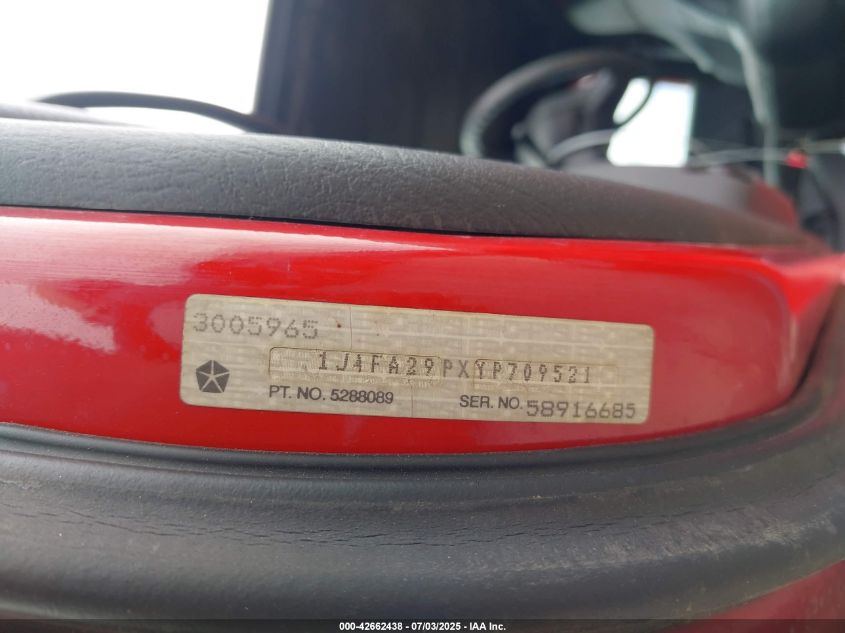 3005965
1J4FA29PXYP709521
PT. NO. 5288089 SER. NO. 58916685
000-42662438 - 07/03/2025 - IAA Inc.